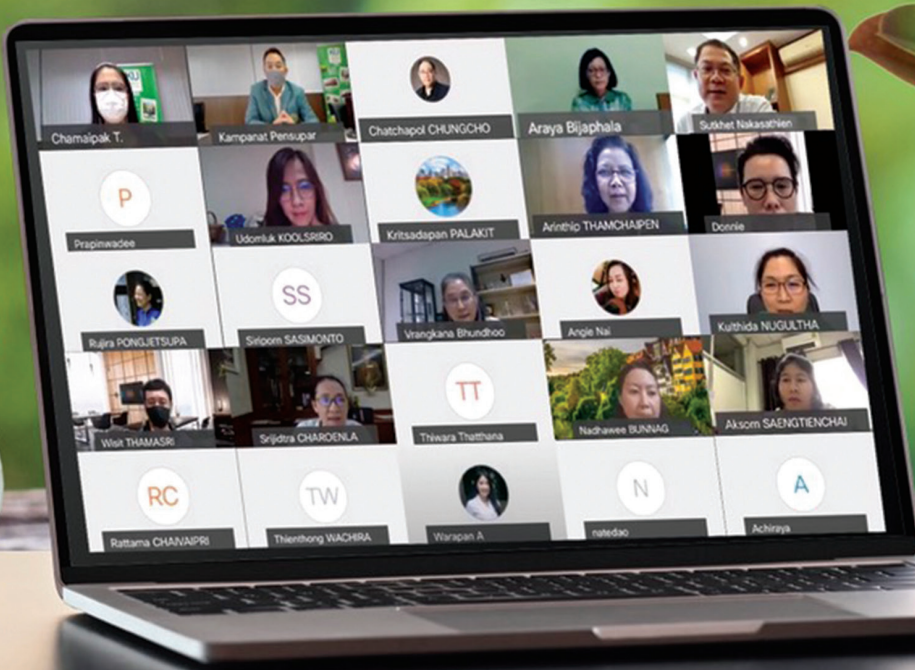 KU
Chamaipak T.
Kampanat Pensupar
Chatchapol CHUNGCHO
Araya Bijaphala
Sutkhet Nakasathien
P
Prapinwadee
Udomluk KOOLSRIRO
Kritsadapan PALAKIT
Arinthip THAMCHAIPEN
Donnie
Rujira PONGJETSUPA
SS
Siriporn SASIMONTO
Vrangkana Bhundhoo
Angie Nai
Kulthida NUGULTHA
Wisit THAMASRI
Srijidtra CHAROENLA
TT
Thiwara Thatthana
Nadhawee BUNNAG
Aksorn SAENGTIENCHAI
RC
Rattama CHAIVAIPRI
TW
Thienthong WACHIRA
Warapan A
N
natedao
A
Achiraya